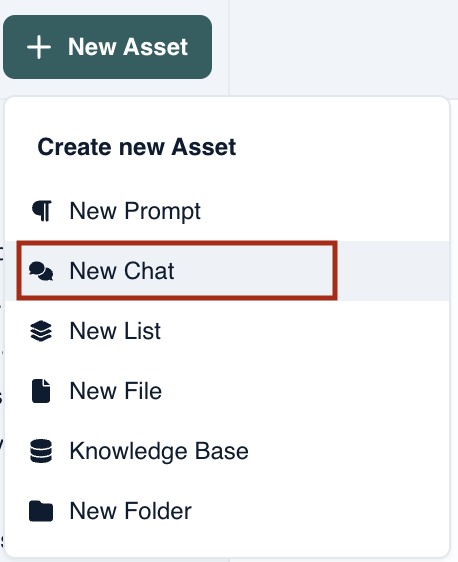 New Asset
Create new Asset
New Prompt
New Chat
New List
New File
Knowledge Base
New Folder